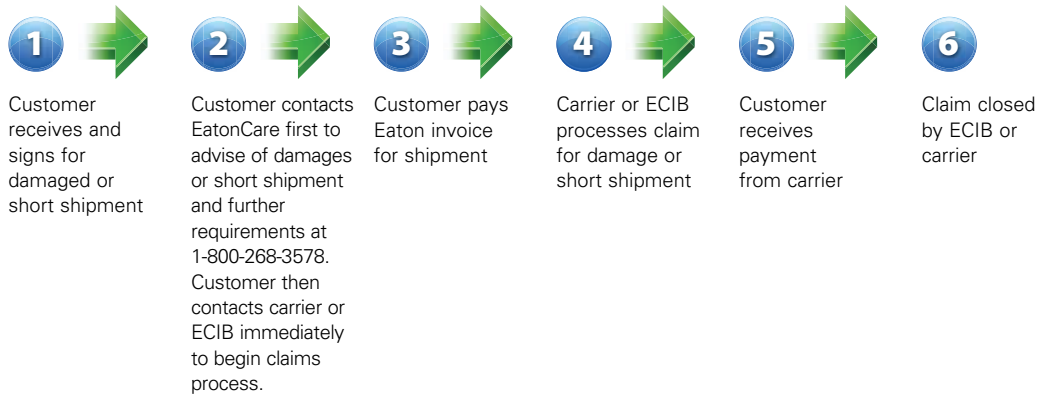 1
Customer
receives and
signs for
damaged or
short shipment
2
Customer contacts
EatonCare first to
advise of damages
or short shipment
and further
requirements at
1-800-268-3578.
Customer then
contacts carrier or
ECIB immediately
to begin claims
process.
3
Customer pays
Eaton invoice
for shipment
4
Carrier or ECIB
processes claim
for damage or
short shipment
5
Customer
receives
payment
from carrier
6
Claim closed
by ECIB or
carrier